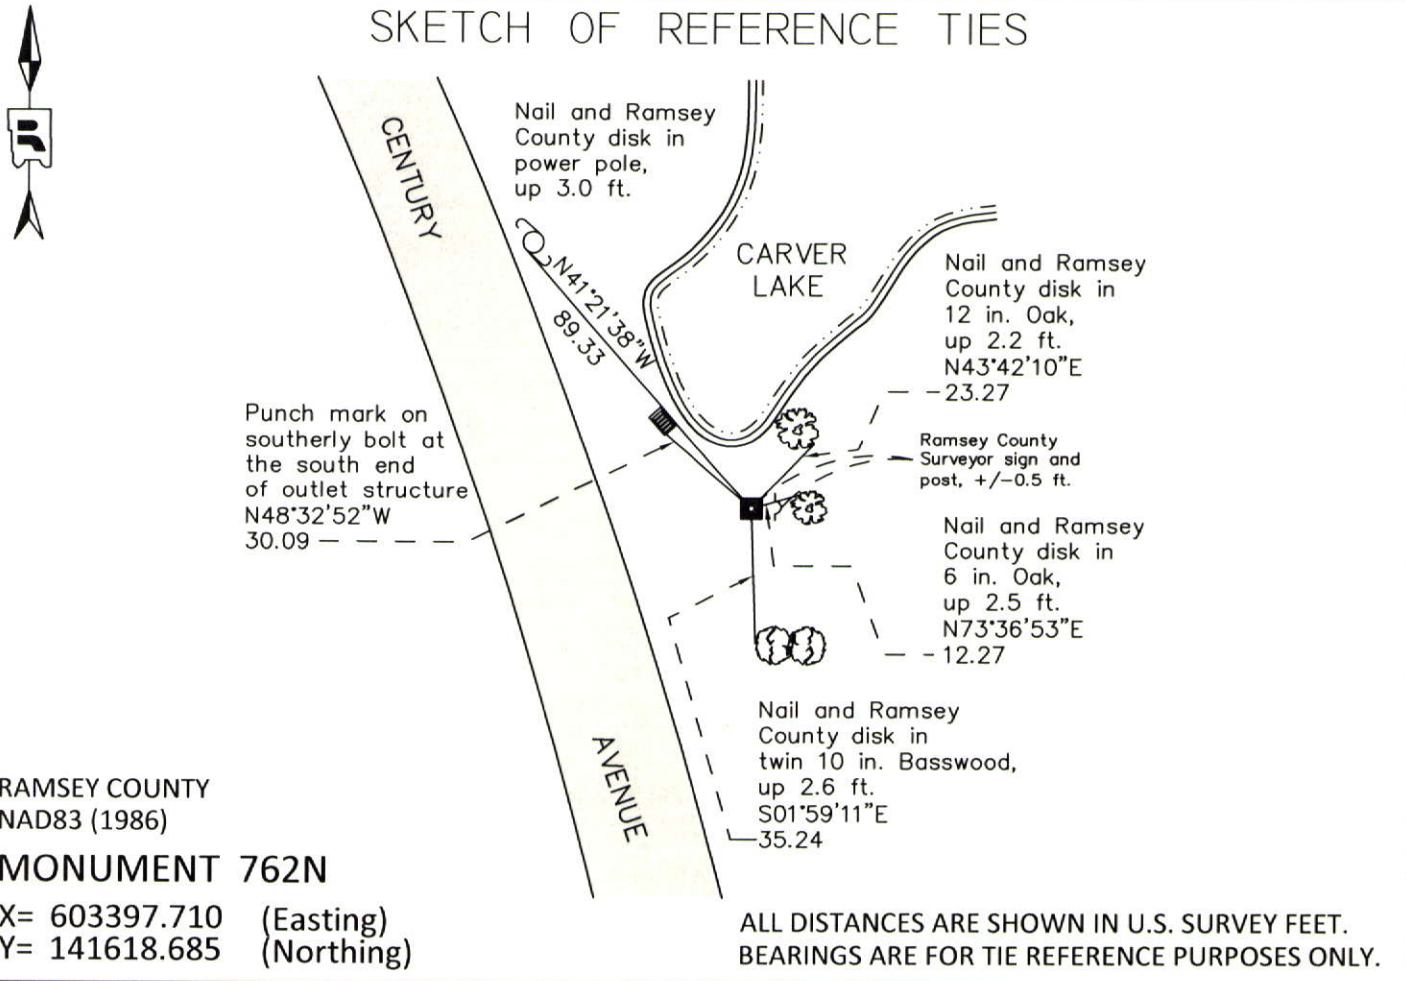 SKETCH OF REFERENCE TIES
R
CENTURY
Nail and Ramsey
County disk in
power pole,
up 3.0 ft.
N41°21'38"W
89.33
CARVER
LAKE
Nail and Ramsey
County disk in
12 in. Oak,
up 2.2 ft.
N43°42'10"E
23.27
Punch mark on
southerly bolt at
the south end
of outlet structure
N48°32'52"W
30.09
Ramsey County
Surveyor sign and
post, +/-0.5 ft.
Nail and Ramsey
County disk in
6 in. Oak,
up 2.5 ft.
N73°36'53"E
12.27
Nail and Ramsey
County disk in
twin 10 in. Basswood,
up 2.6 ft.
S01°59'11"E
35.24
AVENUE
RAMSEY COUNTY
NAD83 (1986)
MONUMENT 762N
X= 603397.710 (Easting)
Y= 141618.685 (Northing)
ALL DISTANCES ARE SHOWN IN U.S. SURVEY FEET.
BEARINGS ARE FOR TIE REFERENCE PURPOSES ONLY.